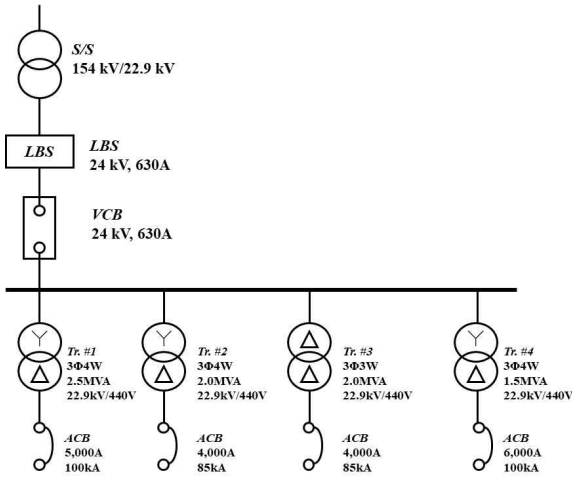 S/S
154 kV/22.9 kV
LBS
LBS
24 kV, 630A
VCB
24 kV, 630A
Tr. #1
3Φ4W
2.5MVA
22.9kV/440V
Tr. #2
3Φ4W
2.0MVA
22.9kV/440V
Tr. #3
3Φ3W
2.0MVA
22.9kV/440V
Tr. #4
3Φ4W
1.5MVA
22.9kV/440V
ACB
5,000A
100kA
ACB
4,000A
85kA
ACB
4,000A
85kA
ACB
6,000A
100kA